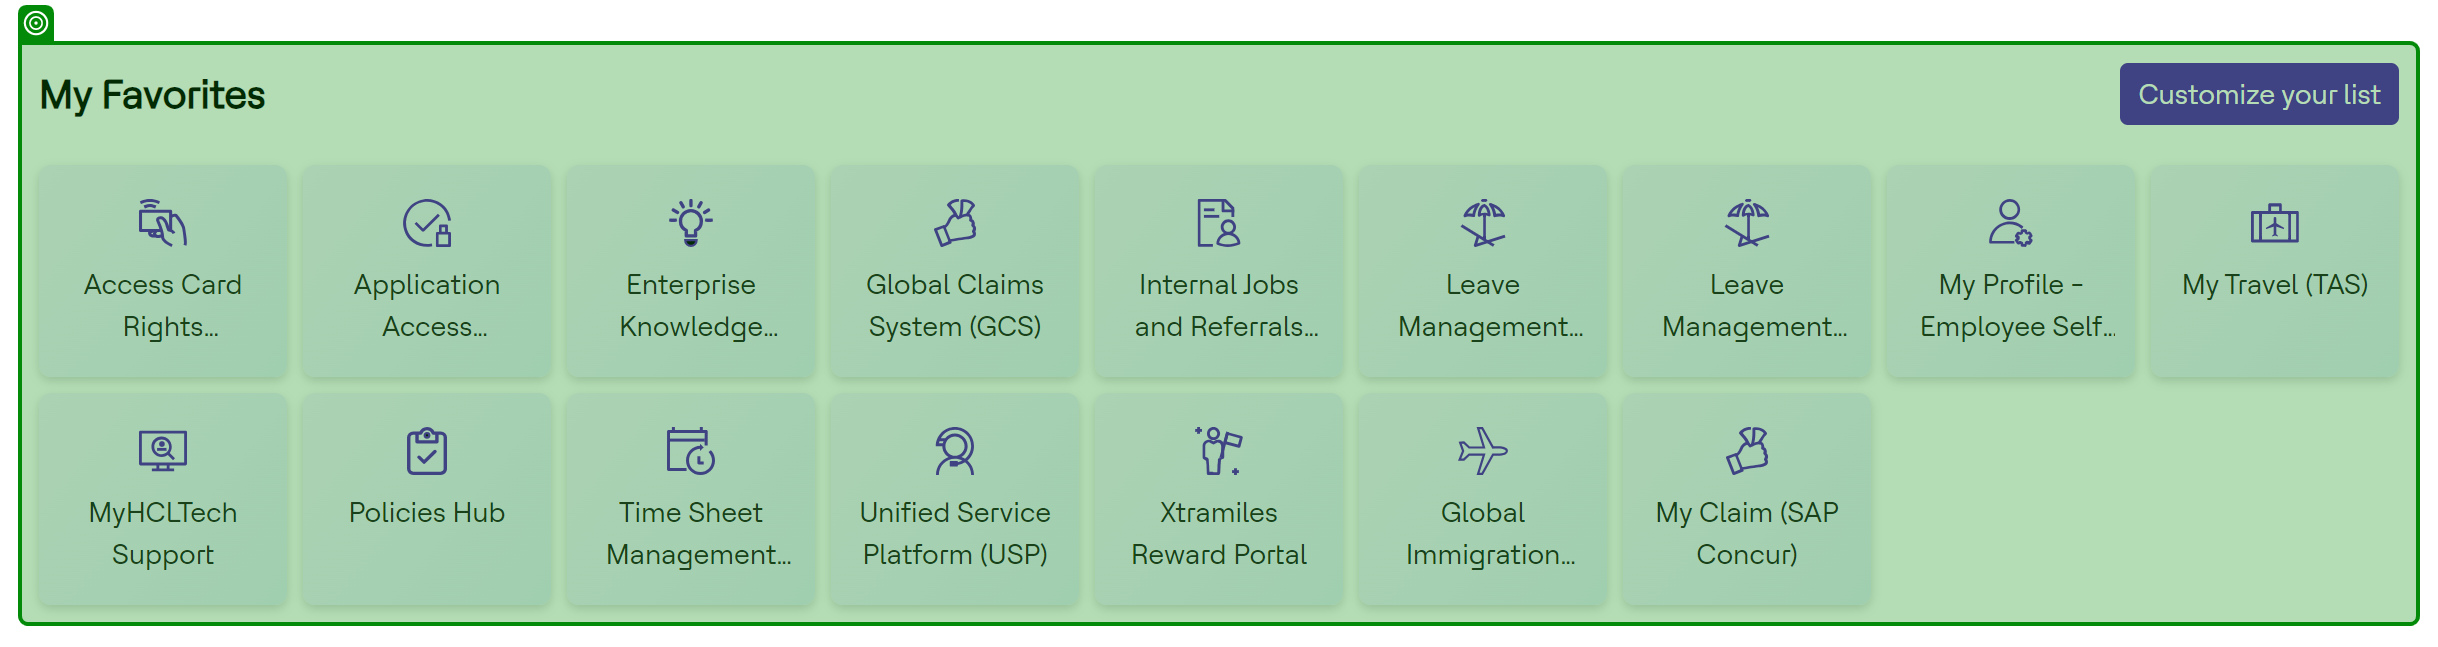 My Favorites
Customize your list
Access Card
Rights...
Application
Access...
Enterprise
Knowledge...
Global Claims
System (GCS)
Internal Jobs
and Referrals...
Leave
Management...
Leave
Management...
My Profile -
Employee Self...
My Travel (TAS)
MyHCLTech
Support
Policies Hub
Time Sheet
Management...
Unified Service
Platform (USP)
Xtramiles
Reward Portal
Global
Immigration...
My Claim (SAP
Concur)